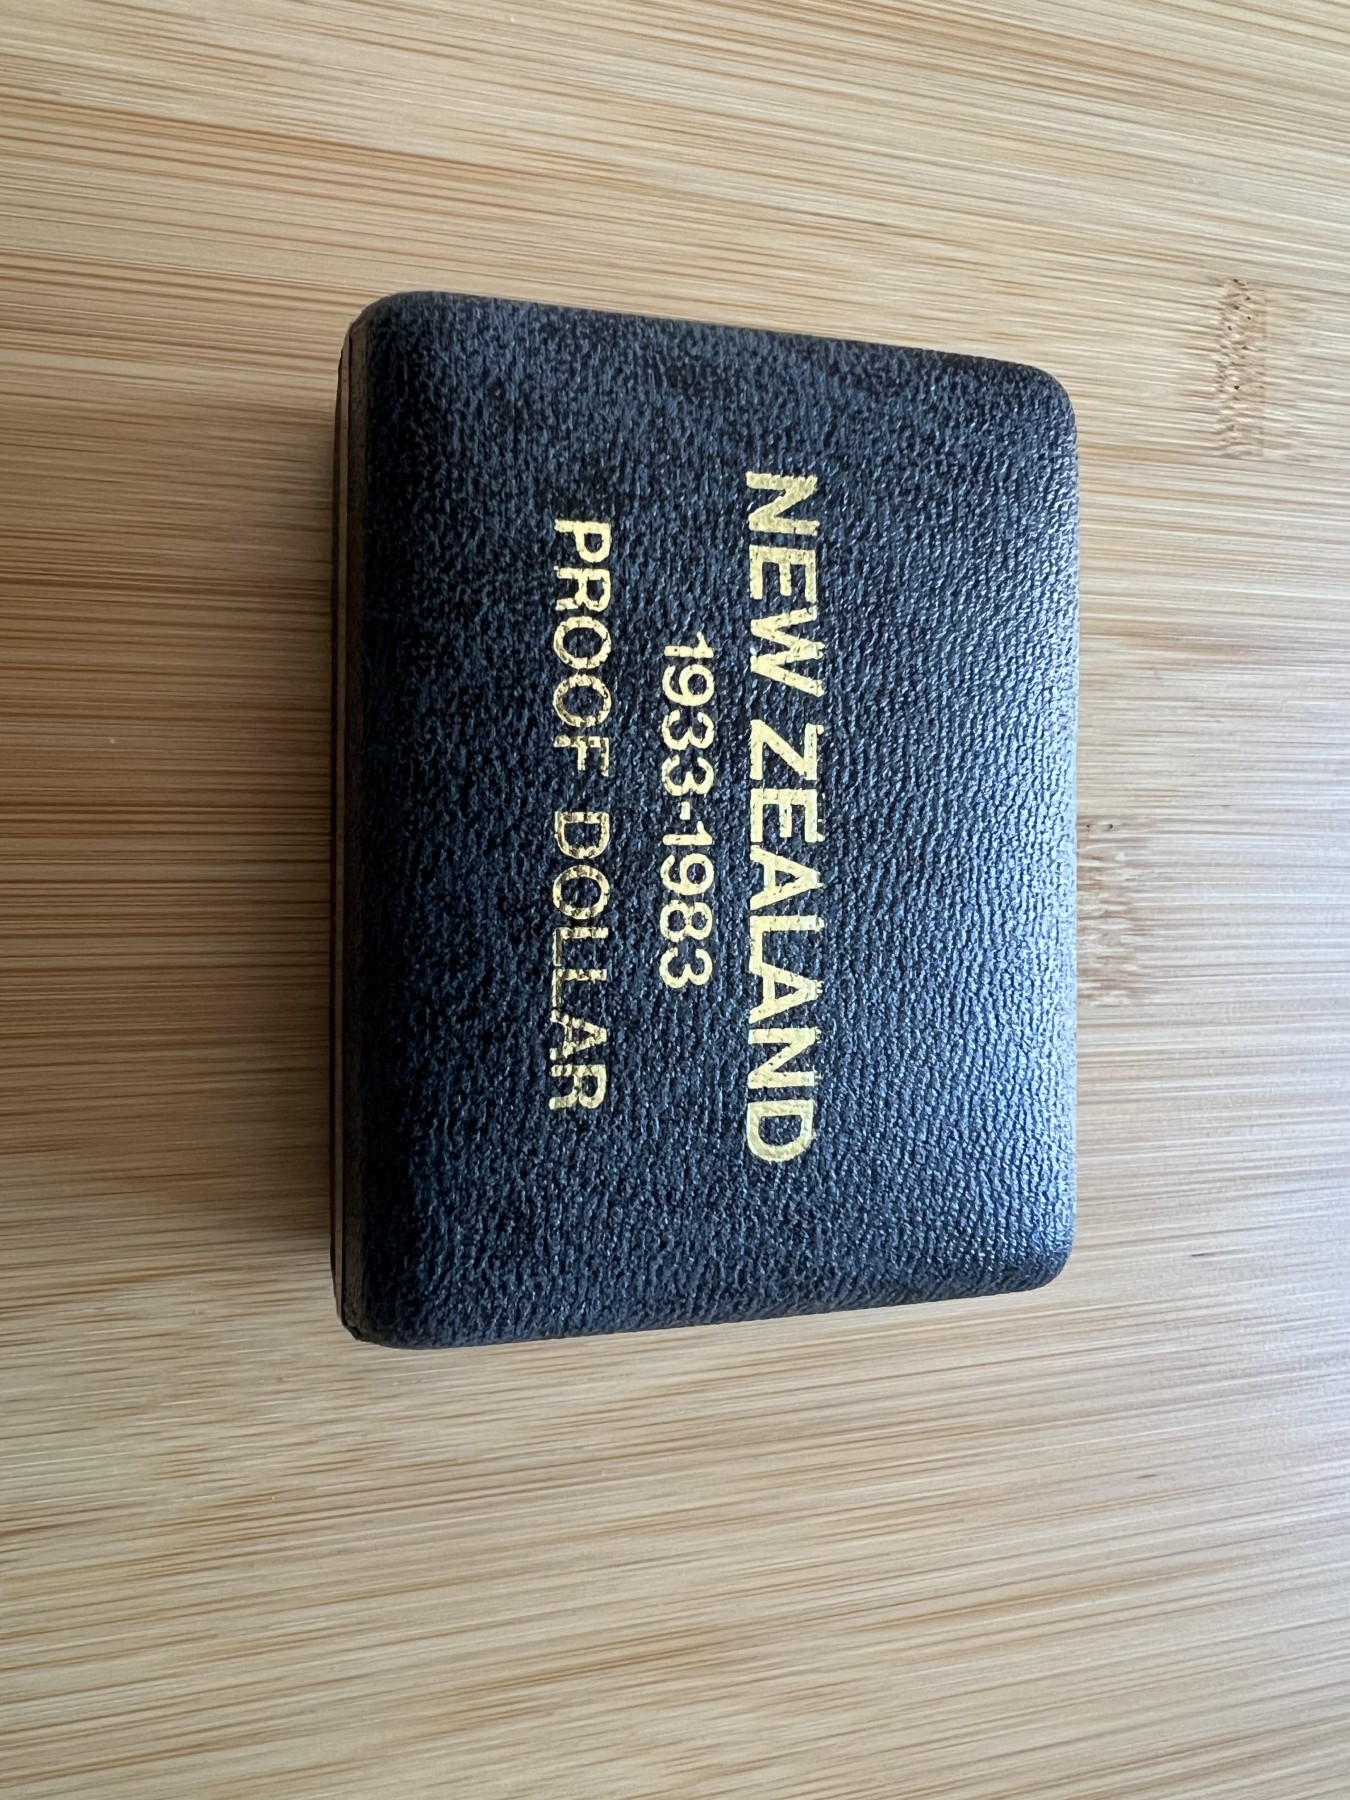 NEW ZEALAND
1933-1983
PROOF DOLLAR